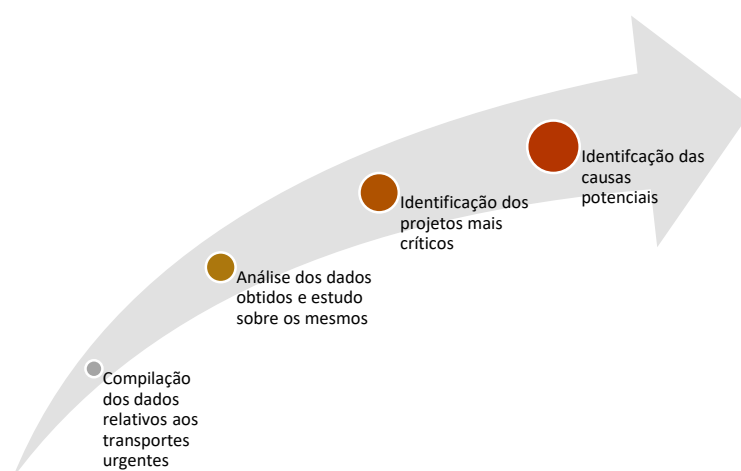 Compilação
dos dados
relativos aos
transportes
urgentes
Análise dos dados
obtidos e estudo
sobre os mesmos
Identificação dos
projetos mais
críticos
Identifcação das
causas
potenciais